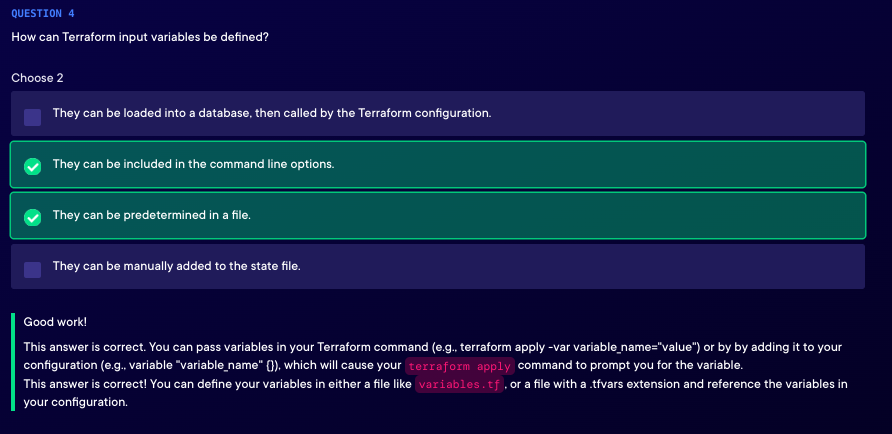 QUESTION 4
How can Terraform input variables be defined?
Choose 2
They can be loaded into a database, then called by the Terraform configuration.
They can be included in the command line options.
They can be predetermined in a file.
They can be manually added to the state file.
Good work!
This answer is correct. You can pass variables in your Terraform command (e.g., terraform apply -var variable_name="value") or by by adding it to your
configuration (e.g., variable "variable_name" {}), which will cause your terraform apply command to prompt you for the variable.
This answer is correct! You can define your variables in either a file like variables.tf, or a file with a .tfvars extension and reference the variables in
your configuration.